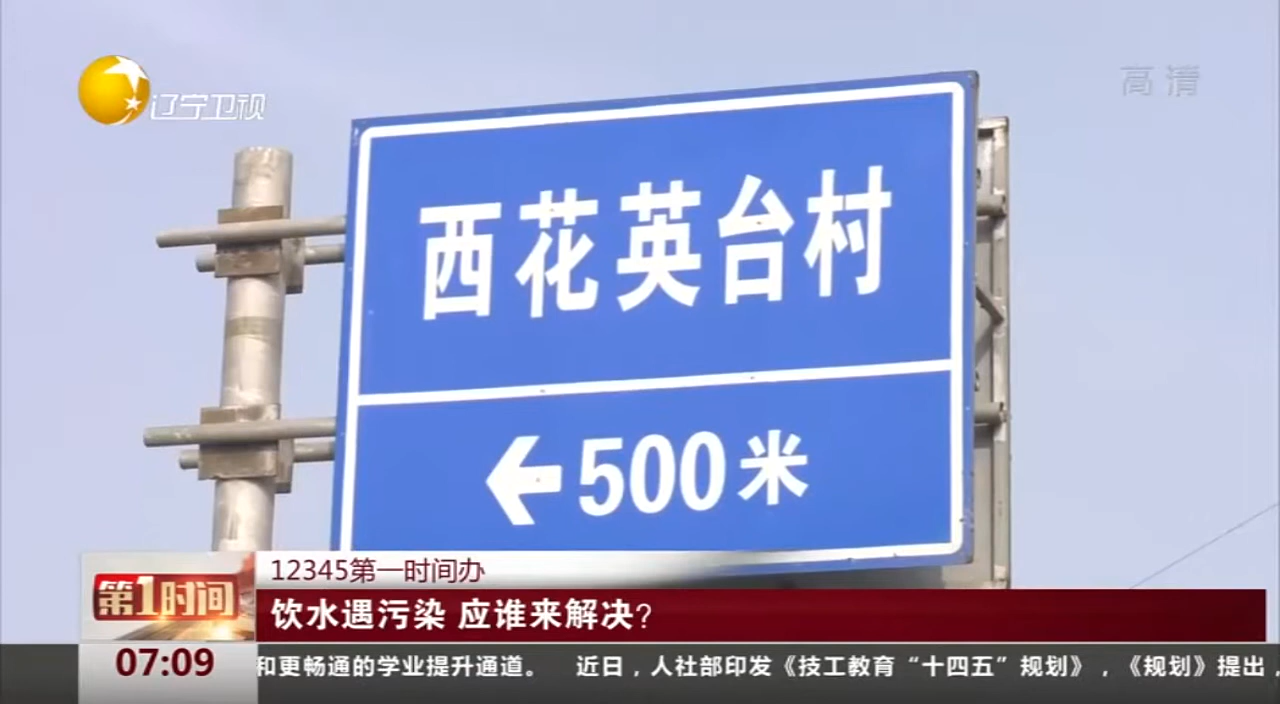 辽宁卫视
高清
西花英台村
500米
12345第一时间办
第1时间
饮水遇污染 应谁来解决?
07:09
和更畅通的学业提升通道。 近日，人社部印发《技工教育“十四五”规划》，《规划》提出，